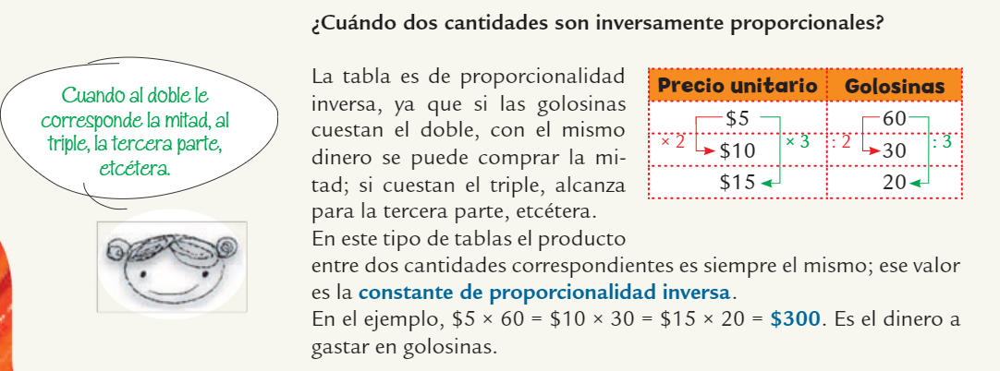 ¿Cuándo dos cantidades son inversamente proporcionales?
Cuando al doble le
corresponde la mitad, al
triple, la tercera parte,
etcétera.
La tabla es de proporcionalidad
inversa, ya que si las golosinas
cuestan el doble, con el mismo
dinero se puede comprar la mi-
tad; si cuestan el triple, alcanza
para la tercera parte, etcétera.
Precio unitario Golosinas
$5 60
× 2 $10 × 3 : 2 30 : 3
$15 20
En este tipo de tablas el producto
entre dos cantidades correspondientes es siempre el mismo; ese valor
es la constante de proporcionalidad inversa.
En el ejemplo, $5 × 60 = $10 × 30 = $15 × 20 = $300. Es el dinero a
gastar en golosinas.